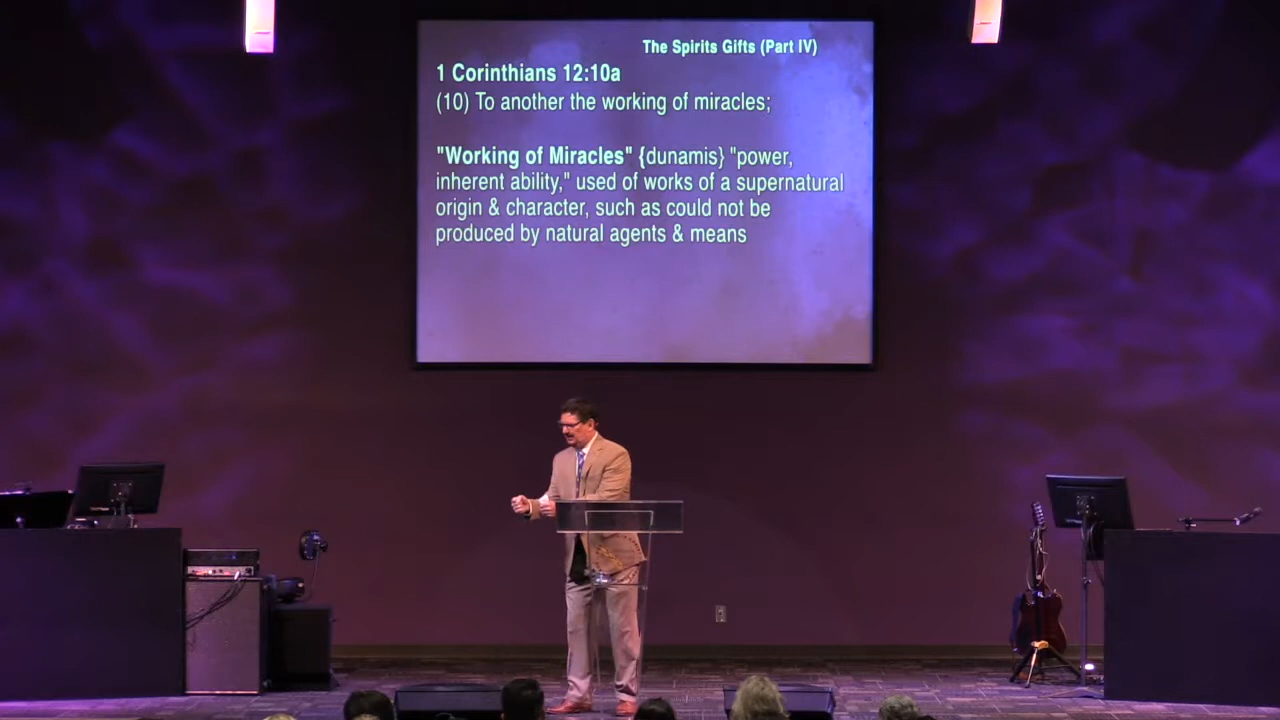 The Spirits Gifts (Part IV)
1 Corinthians 12:10a
(10) To another the working of miracles;
"Working of Miracles" {dunamis} "power,
inherent ability," used of works of a supernatural
origin & character, such as could not be
produced by natural agents & means